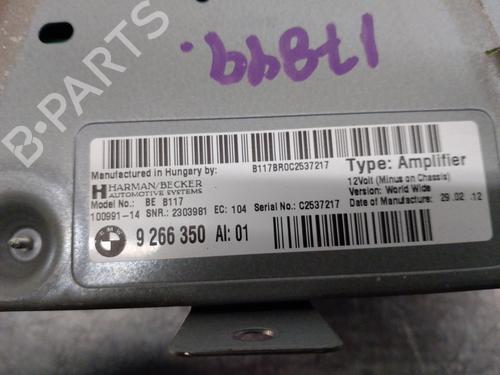 17899.
B-PARTS
Manufactured in Hungary by:
B117BR0C2537217
Type: Amplifier
HARMAN/BECKER
AUTOMOTIVE SYSTEMS
12Volt (Minus on Chassis)
Version: World Wide
Model No.: BE B117
100991-14 SNR.: 2303981 EC: 104 Serial No.: C2537217
Date of Manufacture: 29.02.12
BMW 9 266 350 AI: 01